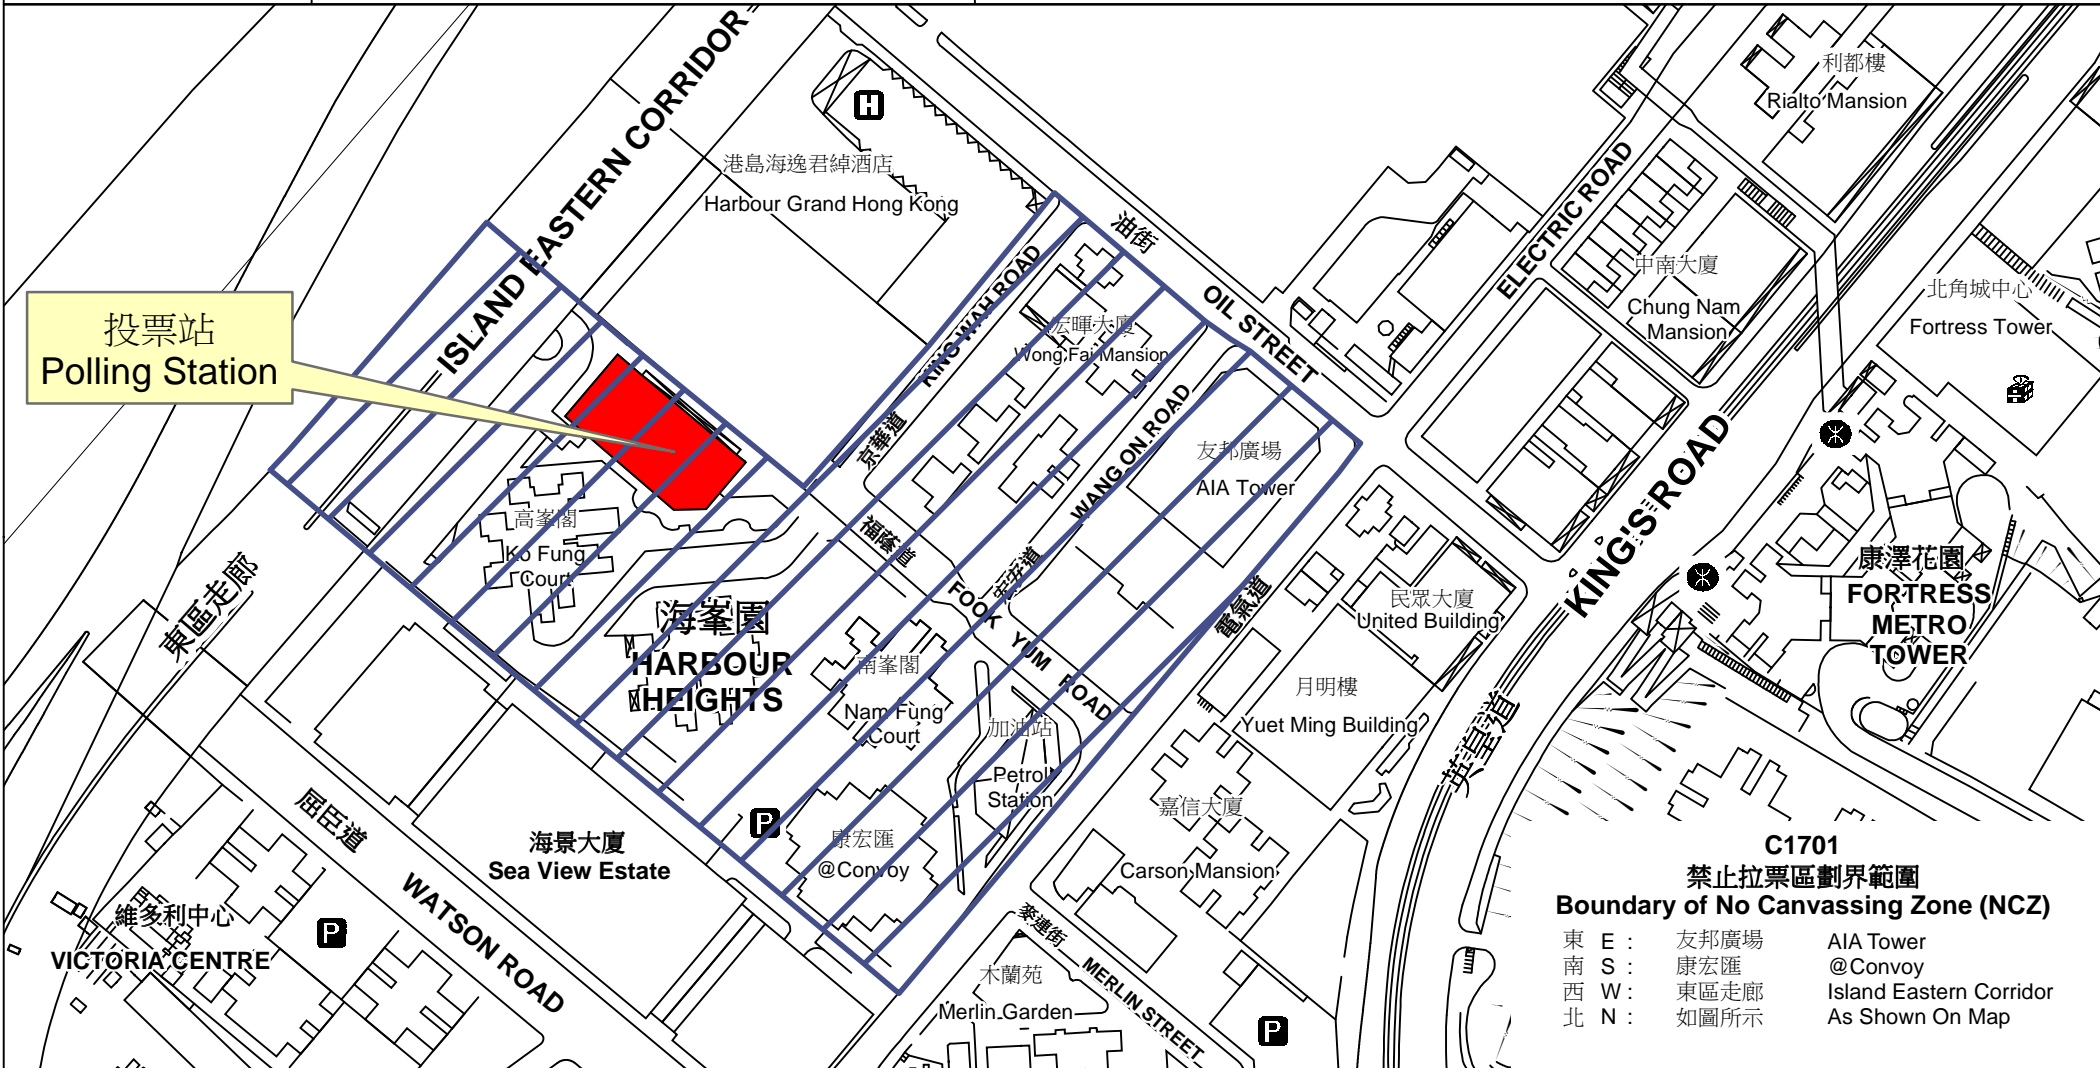 ISLAND EASTERN CORRIDOR
H
港島海逸君綽酒店
Harbour Grand Hong Kong
利都樓
Rialto Mansion
油街
OIL STREET
ELECTRIC ROAD
中南大廈
Chung Nam
Mansion
北角城中心
Fortress Tower
投票站
Polling Station
KING WAH ROAD
京華道
宏暉大廈
Wong Fai Mansion
WANG ON ROAD
宏安道
友邦廣場
AIA Tower
KING'S ROAD
英皇道
高峯閣
Ko Fung
Court
福蔭道
FOOK YUM ROAD
電氣道
民眾大廈
United Building
康澤花園
FORTRESS
METRO
TOWER
東區走廊
海峯園
HARBOUR
HEIGHTS
南峯閣
Nam Fung
Court
加油站
Petrol
Station
月明樓
Yuet Ming Building
嘉信大廈
Carson Mansion
屈臣道
WATSON ROAD
海景大廈
Sea View Estate
P
康宏匯
@Convoy
維多利中心
VICTORIA CENTRE
P
麥連街
MERLIN STREET
木蘭苑
Merlin Garden
P
C1701
禁止拉票區劃界範圍
Boundary of No Canvassing Zone (NCZ)
東 E : 友邦廣場 AIA Tower
南 S : 康宏匯 @Convoy
西 W : 東區走廊 Island Eastern Corridor
北 N : 如圖所示 As Shown On Map